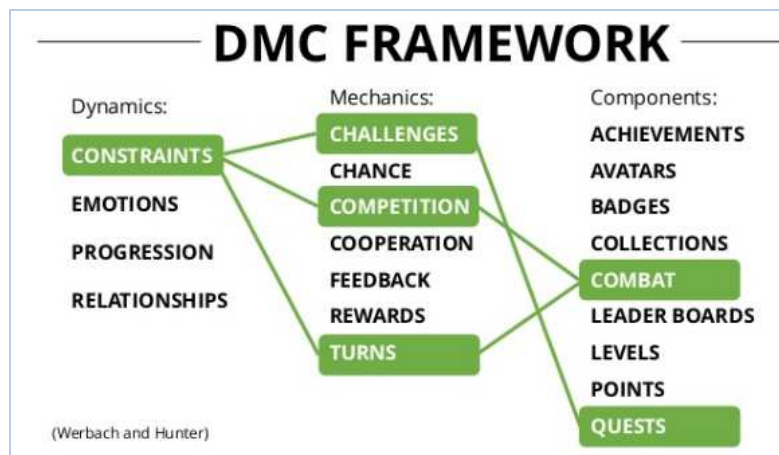 DMC FRAMEWORK
Dynamics:
CONSTRAINTS
EMOTIONS
PROGRESSION
RELATIONSHIPS
Mechanics:
CHALLENGES
CHANCE
COMPETITION
COOPERATION
FEEDBACK
REWARDS
TURNS
Components:
ACHIEVEMENTS
AVATARS
BADGES
COLLECTIONS
COMBAT
LEADER BOARDS
LEVELS
POINTS
QUESTS
(Werbach and Hunter)